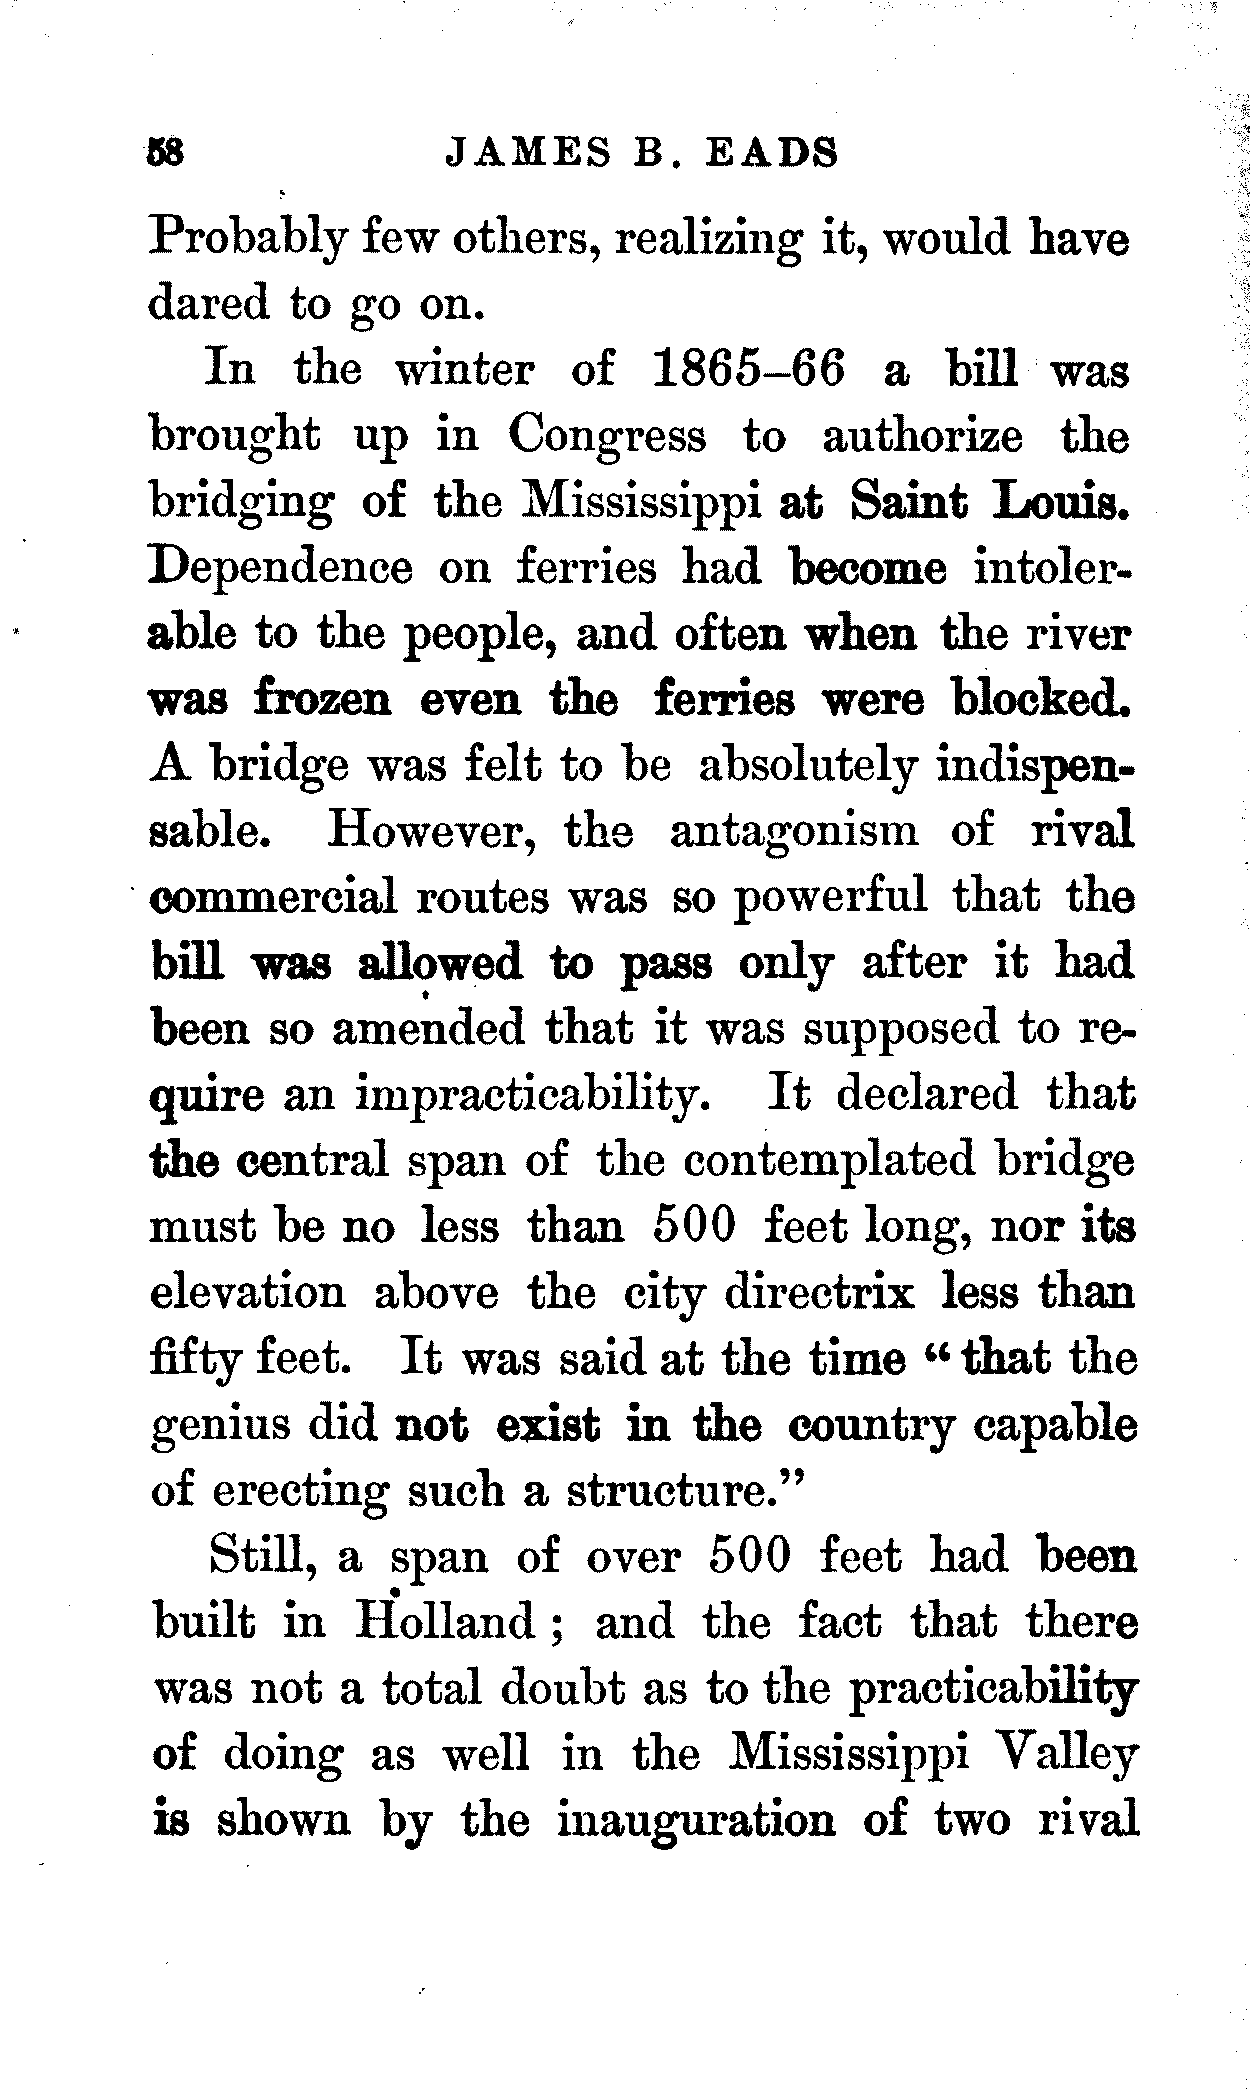 58 JAMES B. EADS
Probably few others, realizing it, would have
dared to go on.
In the winter of 1865–66 a bill was
brought up in Congress to authorize the
bridging of the Mississippi at Saint Louis.
Dependence on ferries had become intoler-
able to the people, and often when the river
was frozen even the ferries were blocked.
A bridge was felt to be absolutely indispen-
sable. However, the antagonism of rival
commercial routes was so powerful that the
bill was allowed to pass only after it had
been so amended that it was supposed to re-
quire an impracticability. It declared that
the central span of the contemplated bridge
must be no less than 500 feet long, nor its
elevation above the city directrix less than
fifty feet. It was said at the time “that the
genius did not exist in the country capable
of erecting such a structure.”
Still, a span of over 500 feet had been
built in Holland; and the fact that there
was not a total doubt as to the practicability
of doing as well in the Mississippi Valley
is shown by the inauguration of two rival